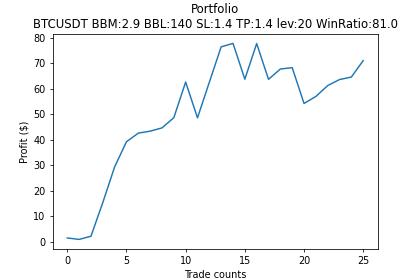 Portfolio
BTCUSDT BBM:2.9 BBL:140 SL:1.4 TP:1.4 lev:20 WinRatio:81.0
80
70
60
50
40
30
20
10
0
Profit ($)
0 5 10 15 20 25
Trade counts